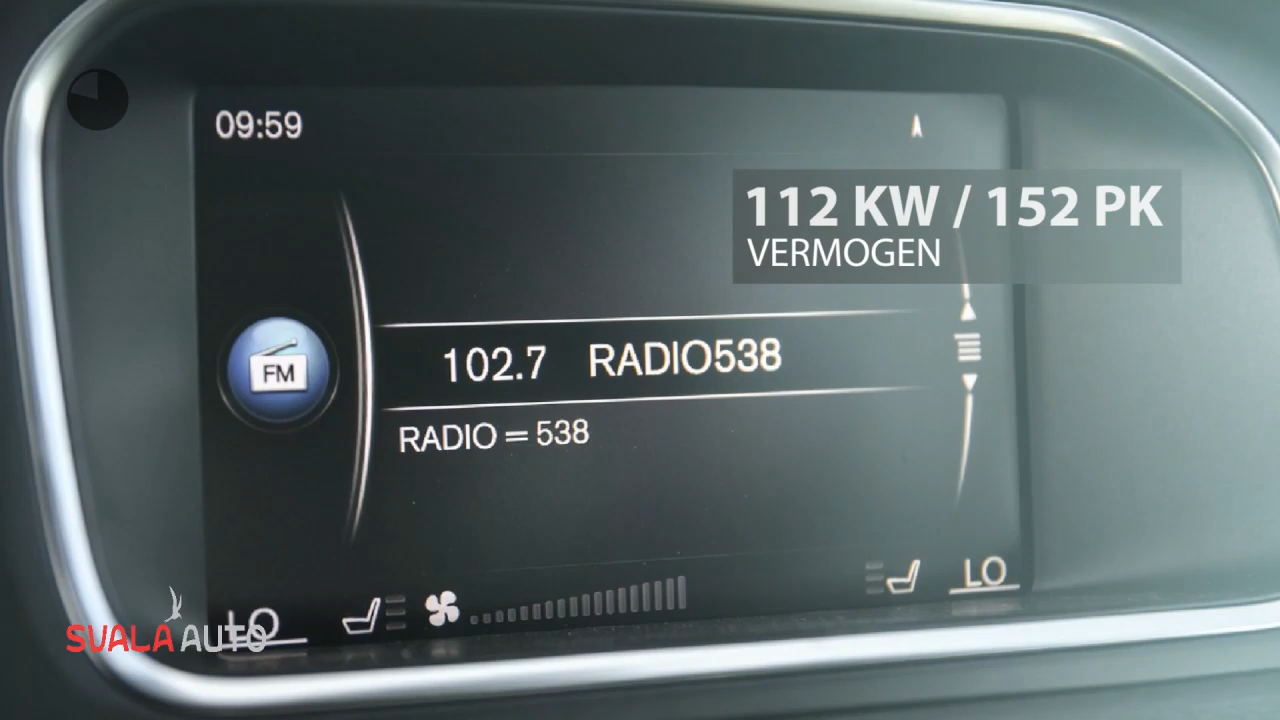 09:59
112 KW / 152 PK
VERMOGEN
FM
102.7 RADIO538
RADIO = 538
LO
LO
SVALA AUTO